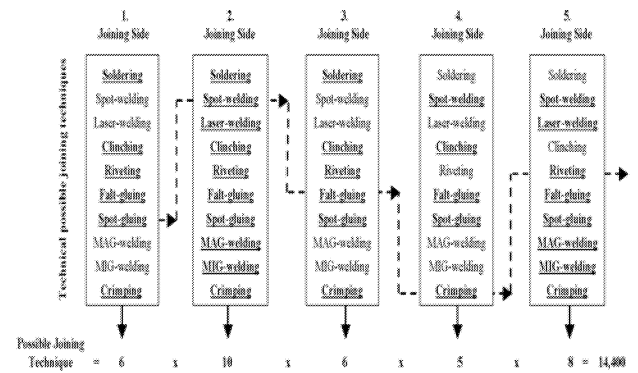 1. 2. 3. 4. 5.
Joining Side Joining Side Joining Side Joining Side Joining Side
Technical possible joining techniques
Soldering Soldering Soldering Soldering Soldering
Spot-welding Spot-welding Spot-welding Spot-welding Spot-welding
Laser-welding Laser-welding Laser-welding Laser-welding Laser-welding
Clinching Clinching Clinching Clinching Clinching
Riveting Riveting Riveting Riveting Riveting
Falt-gluing Falt-gluing Falt-gluing Falt-gluing Falt-gluing
Spot-gluing Spot-gluing Spot-gluing Spot-gluing Spot-gluing
MAG-welding MAG-welding MAG-welding MAG-welding MAG-welding
MIG-welding MIG-welding MIG-welding MIG-welding MIG-welding
Crimping Crimping Crimping Crimping Crimping
Possible Joining
Technique = 6 x 10 x 6 x 5 x 8 = 14,400